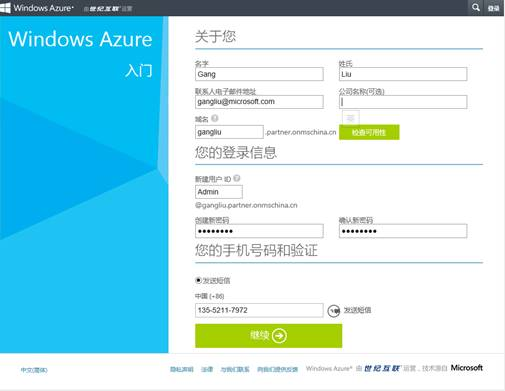 Windows Azure 由世纪互联运营 登录
Windows Azure
入门
关于您
名字 姓氏
Gang Liu
联系人电子邮件地址 公司名称(可选)
gangliu@microsoft.com
域名
gangliu .partner.onmschina.cn 检查可用性
您的登录信息
新建用户 ID
Admin
@gangliu.partner.onmschina.cn
创建新密码 确认新密码
●●●●●●●● ●●●●●●●●
您的手机号码和验证
发送短信
中国 (+86)
135-5211-7972 发送短信
继续
中文(简体) 隐私声明 法律 与我们联系 向我们提供反馈 Windows Azure® 由世纪互联®运营，技术源自 Microsoft